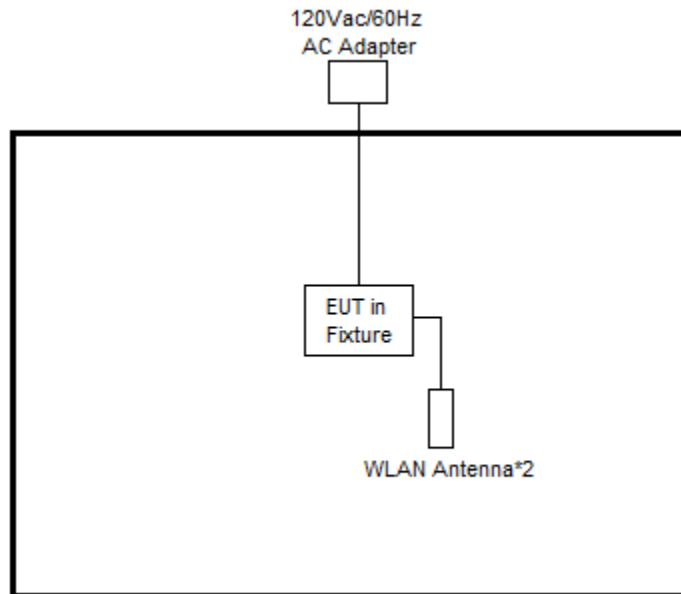 120Vac/60Hz
AC Adapter
EUT in
Fixture
WLAN Antenna*2